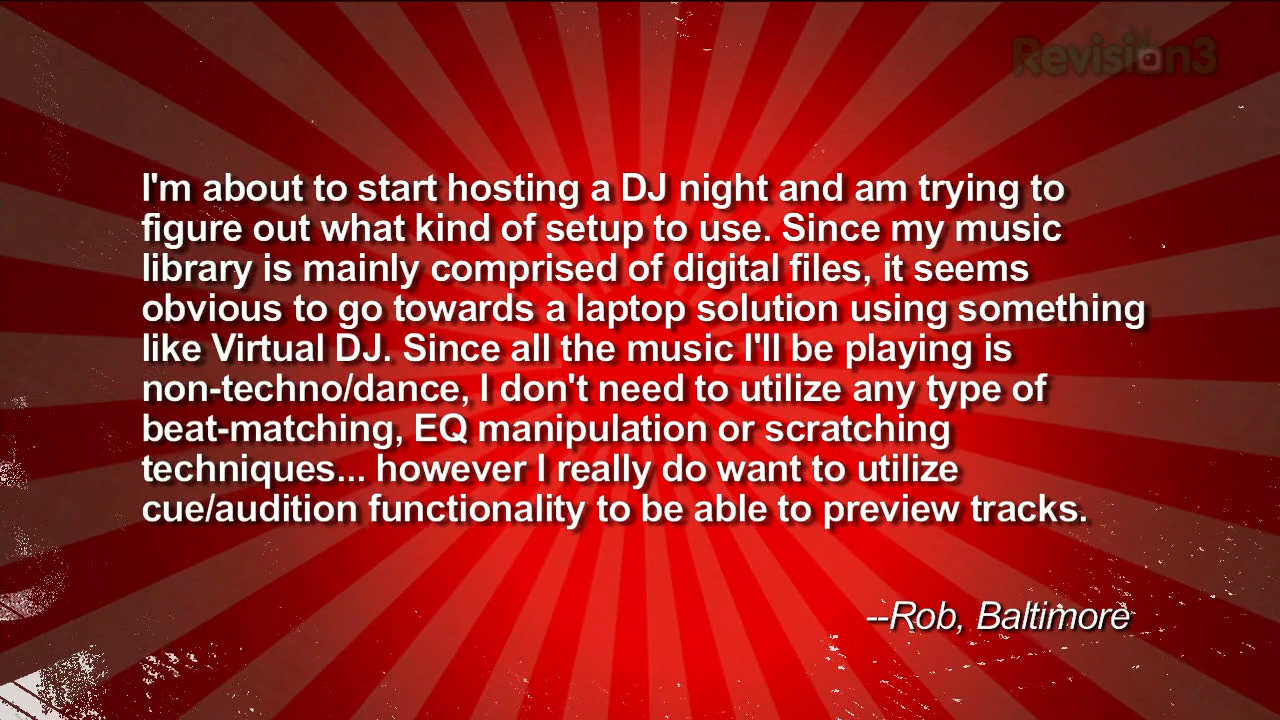 Revision3
I'm about to start hosting a DJ night and am trying to
figure out what kind of setup to use. Since my music
library is mainly comprised of digital files, it seems
obvious to go towards a laptop solution using something
like Virtual DJ. Since all the music I'll be playing is
non-techno/dance, I don't need to utilize any type of
beat-matching, EQ manipulation or scratching
techniques... however I really do want to utilize
cue/audition functionality to be able to preview tracks.
--Rob, Baltimore